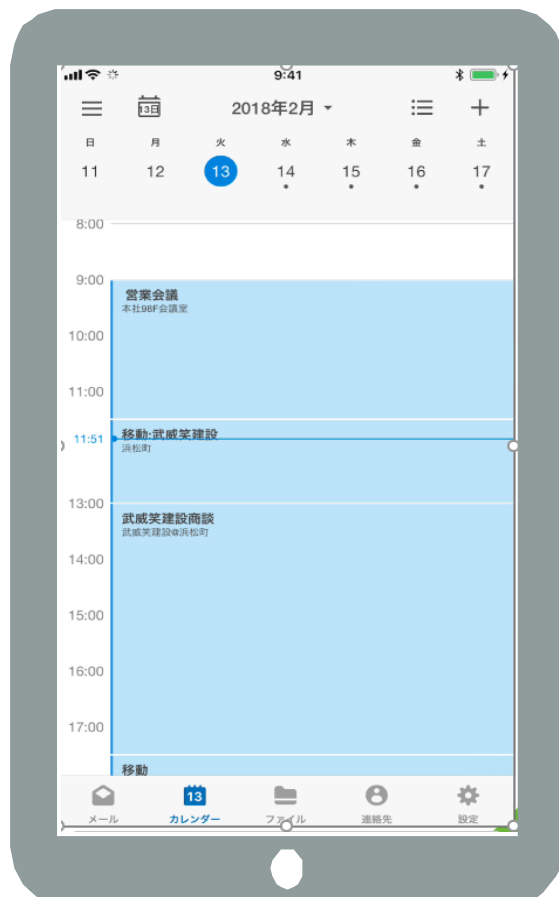 9:41
13日 2018年2月
日 月 火 水 木 金 土
11 12 13 14 15 16 17
8:00
9:00
営業会議
本社98F会議室
10:00
11:00
11:51
移動:武威笑建設
浜松町
13:00
武威笑建設商談
武威笑建設@浜松町
14:00
15:00
16:00
17:00
移動
13
メール カレンダー ファイル 連絡先 設定